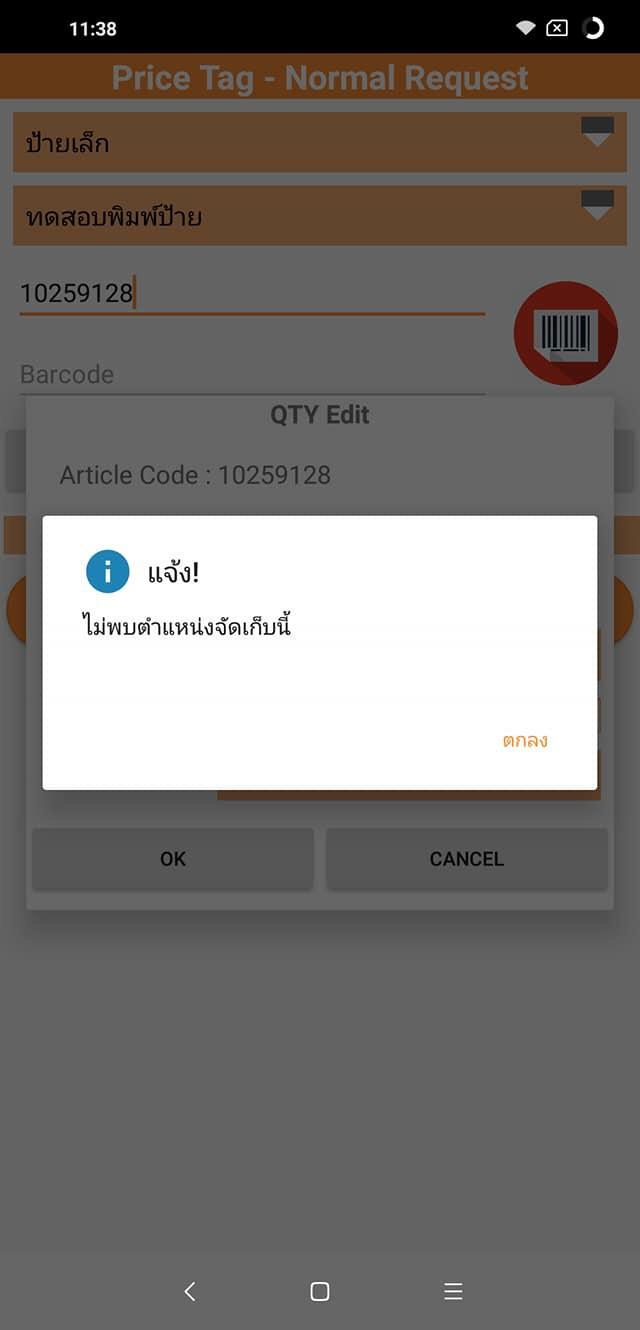 11:38
Price Tag - Normal Request
ป้ายเล็ก
ทดสอบพิมพ์ป้าย
10259128
Barcode
QTY Edit
Article Code : 10259128
แจ้ง!
ไม่พบตำแหน่งจัดเก็บนี้
ตกลง
OK
CANCEL